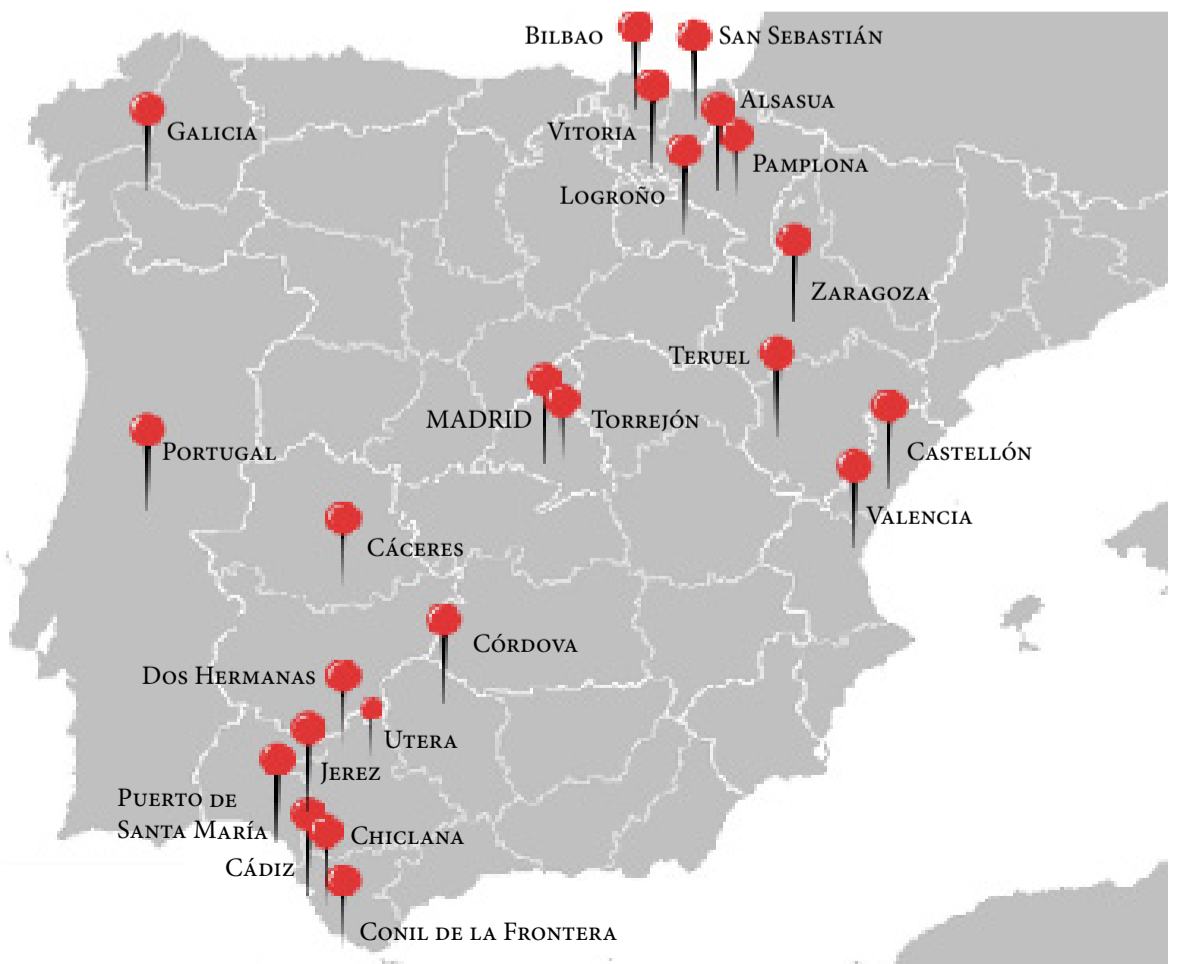 Bilbao
San Sebastián
Alsasua
Galicia
Vitoria
Pamplona
Logroño
Zaragoza
Teruel
MADRID
Torrejón
Castellón
Portugal
Valencia
Cáceres
Córdova
Dos Hermanas
Utera
Jerez
Puerto de
Santa María
Chiclana
Cádiz
Conil de la Frontera